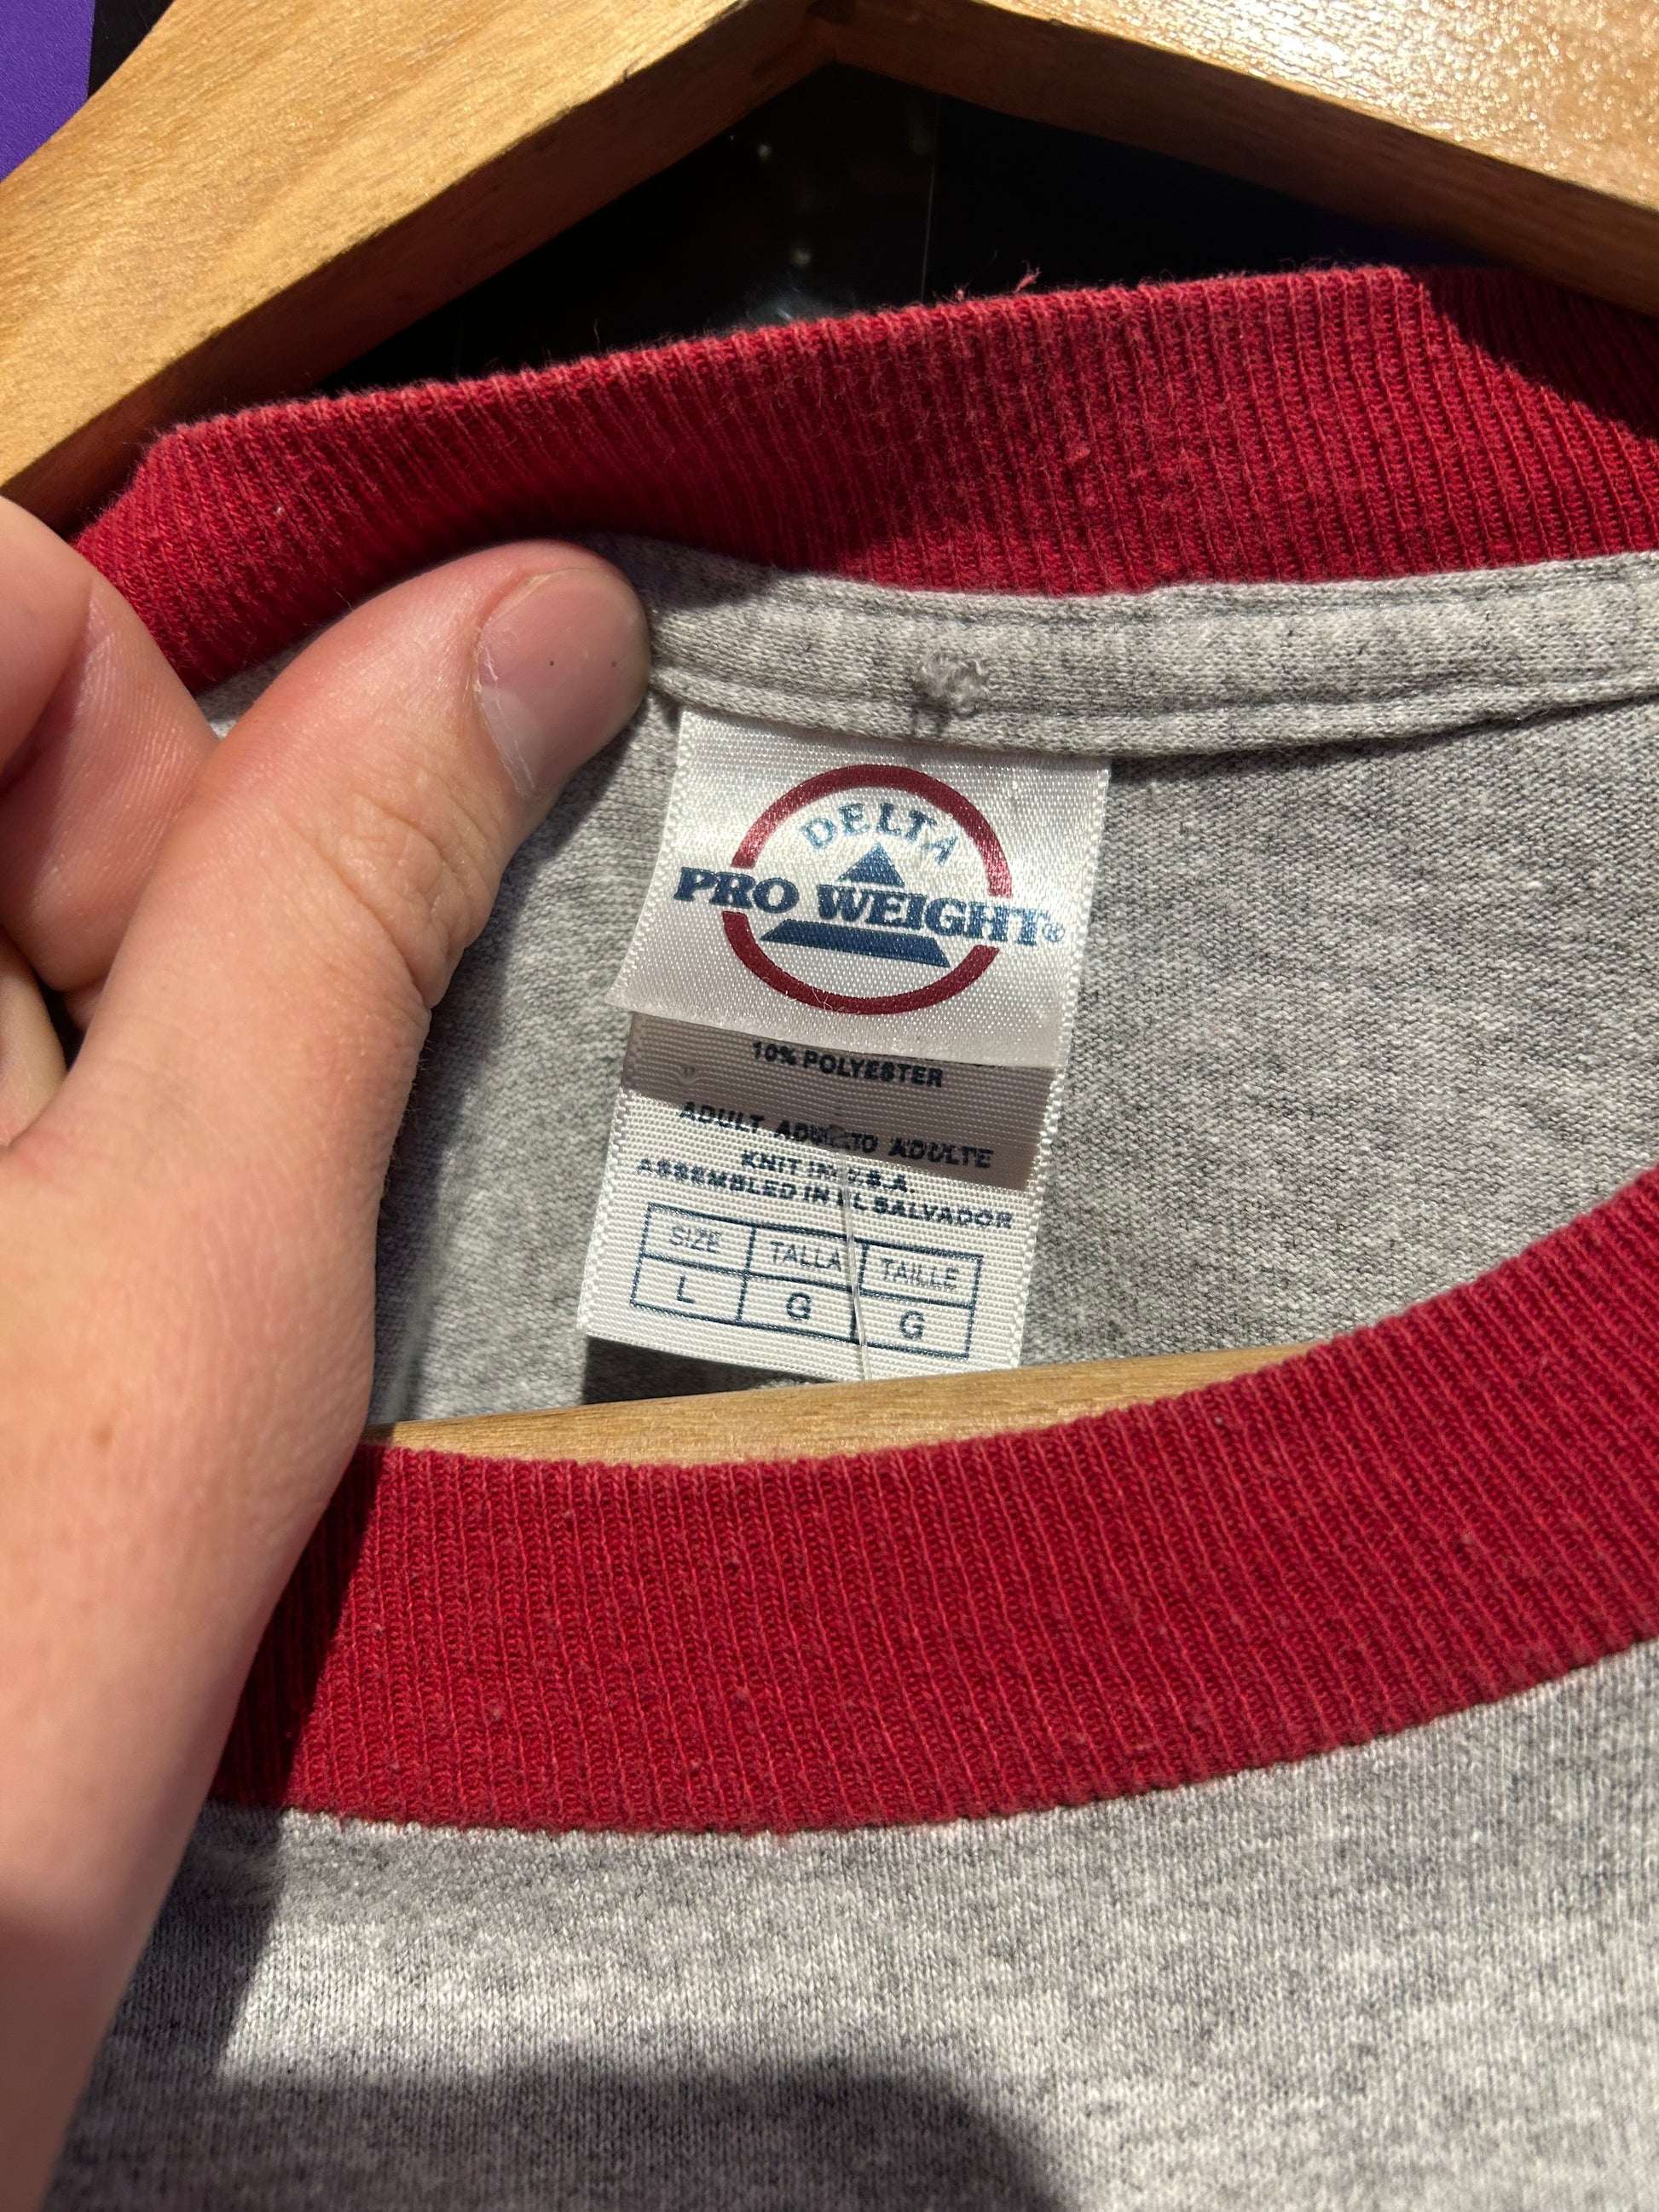 DELTA
PRO WEIGHT®
10% POLYESTER
ADULT ADULTO ADULTE
KNIT IN U.S.A.
ASSEMBLED IN EL SALVADOR
SIZE TALLA TAILLE
L G G